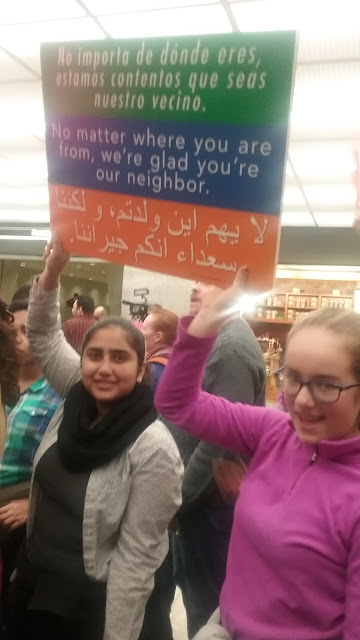 No importa de dónde eres,
estamos contentos que seas
nuestro vecino.
No matter where you are
from, we're glad you're
our neighbor.
لا يهم اين ولدتم، و لكننا
سعداء انكم جيراننا.